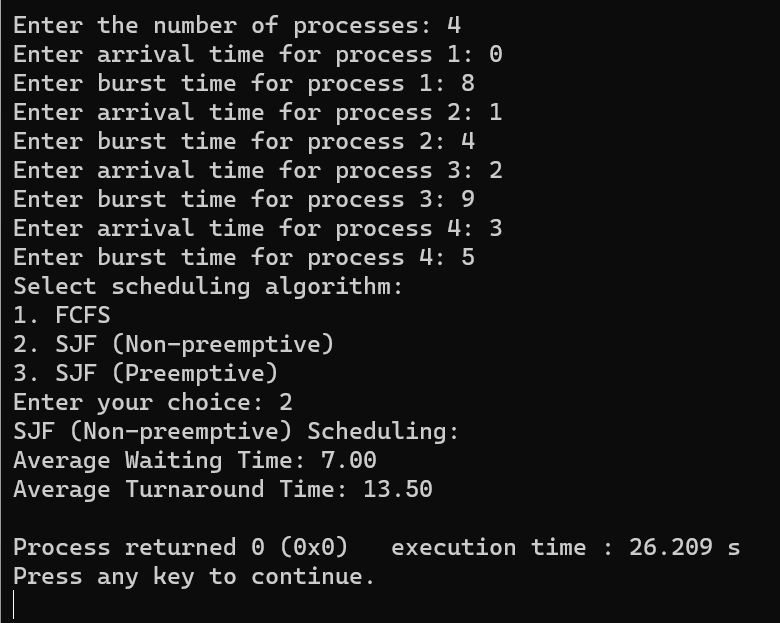 Enter the number of processes: 4
Enter arrival time for process 1: 0
Enter burst time for process 1: 8
Enter arrival time for process 2: 1
Enter burst time for process 2: 4
Enter arrival time for process 3: 2
Enter burst time for process 3: 9
Enter arrival time for process 4: 3
Enter burst time for process 4: 5
Select scheduling algorithm:
1. FCFS
2. SJF (Non-preemptive)
3. SJF (Preemptive)
Enter your choice: 2
SJF (Non-preemptive) Scheduling:
Average Waiting Time: 7.00
Average Turnaround Time: 13.50
Process returned 0 (0x0)   execution time : 26.209 s
Press any key to continue.